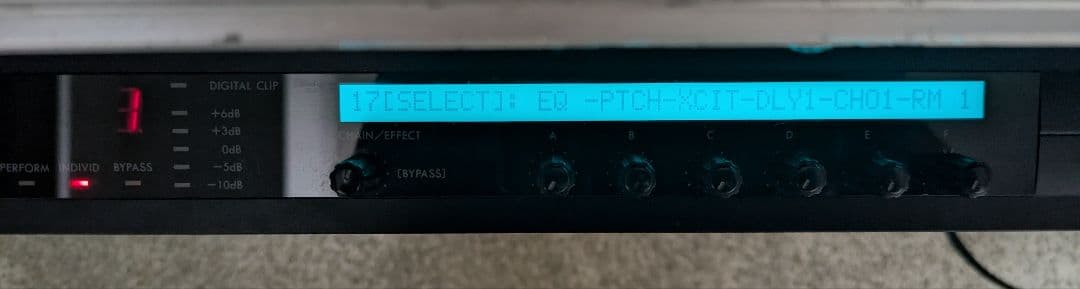 DIGITAL CLIP
+6dB
+3dB
0dB
-5dB
-10dB
PERFORM INDIVID BYPASS
17[SELECT]: EQ -PTCH-XCIT-DLY1-CHO1-RM 1
CHAIN/EFFECT A B C D E F
[BYPASS]